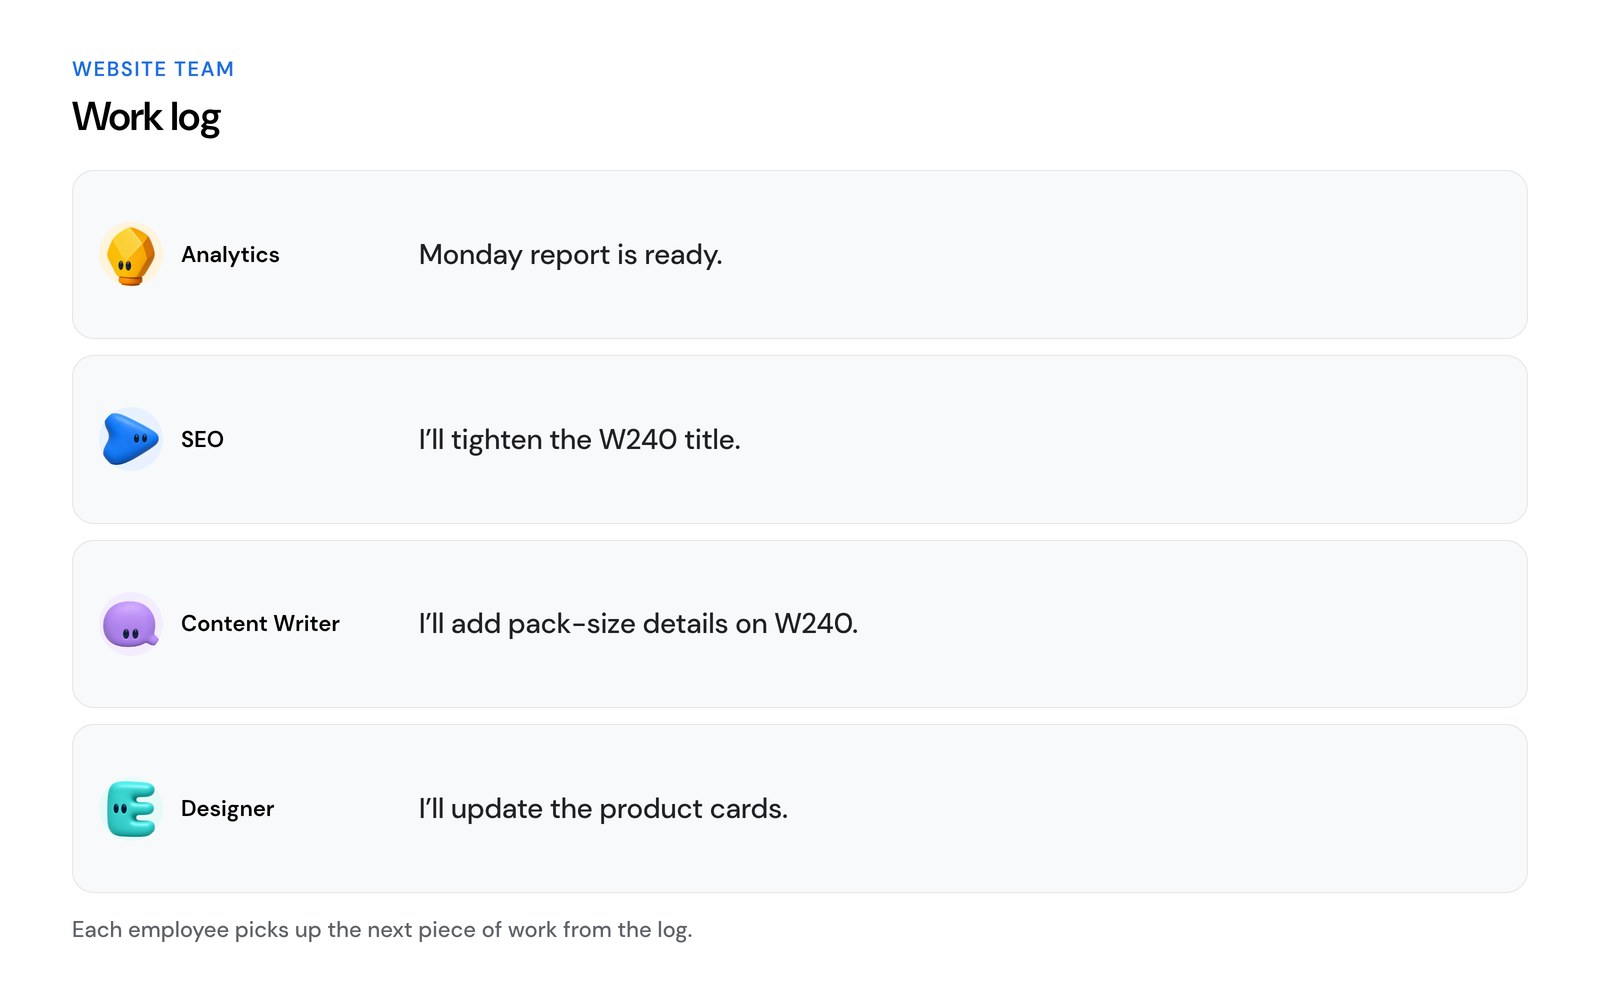 WEBSITE TEAM
Work log
Analytics
Monday report is ready.
SEO
I’ll tighten the W240 title.
Content Writer
I’ll add pack-size details on W240.
Designer
I’ll update the product cards.
Each employee picks up the next piece of work from the log.